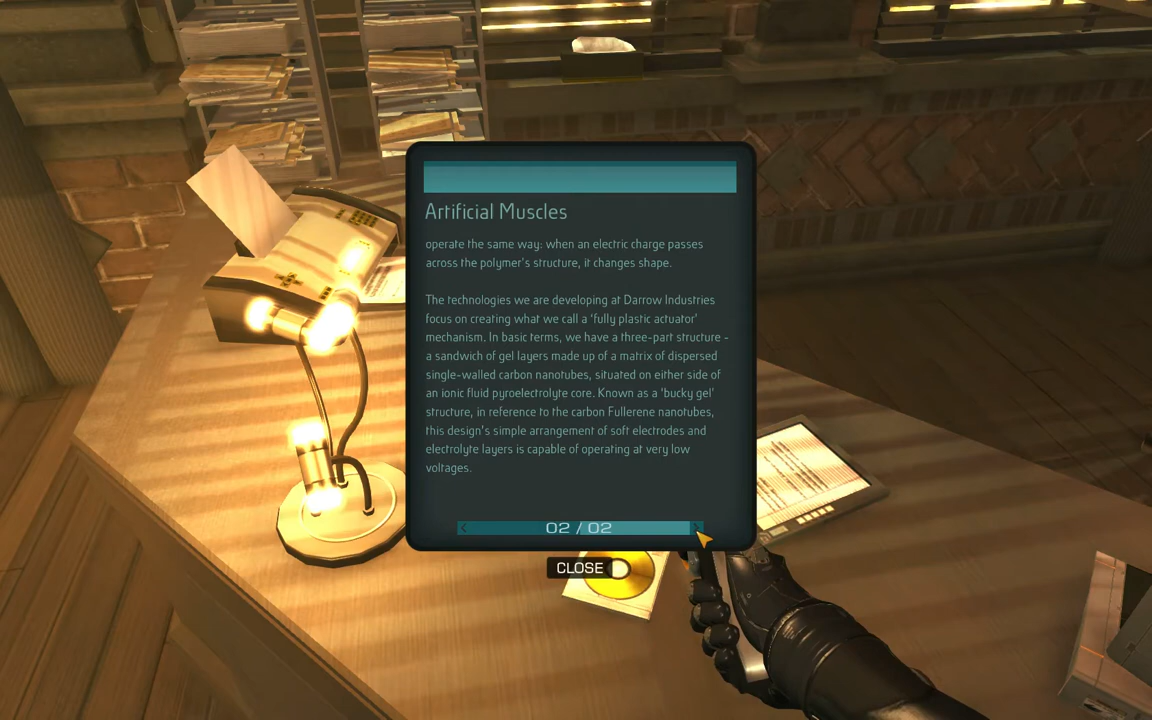 Artificial Muscles
operate the same way: when an electric charge passes
across the polymer's structure, it changes shape.
The technologies we are developing at Darrow Industries
focus on creating what we call a 'fully plastic actuator'
mechanism. In basic terms, we have a three-part structure -
a sandwich of gel layers made up of a matrix of dispersed
single-walled carbon nanotubes, situated on either side of
an ionic fluid pyroelectrolyte core. Known as a 'bucky gel'
structure, in reference to the carbon Fullerene nanotubes,
this design's simple arrangement of soft electrodes and
electrolyte layers is capable of operating at very low
voltages.
< 02 / 02 >
CLOSE